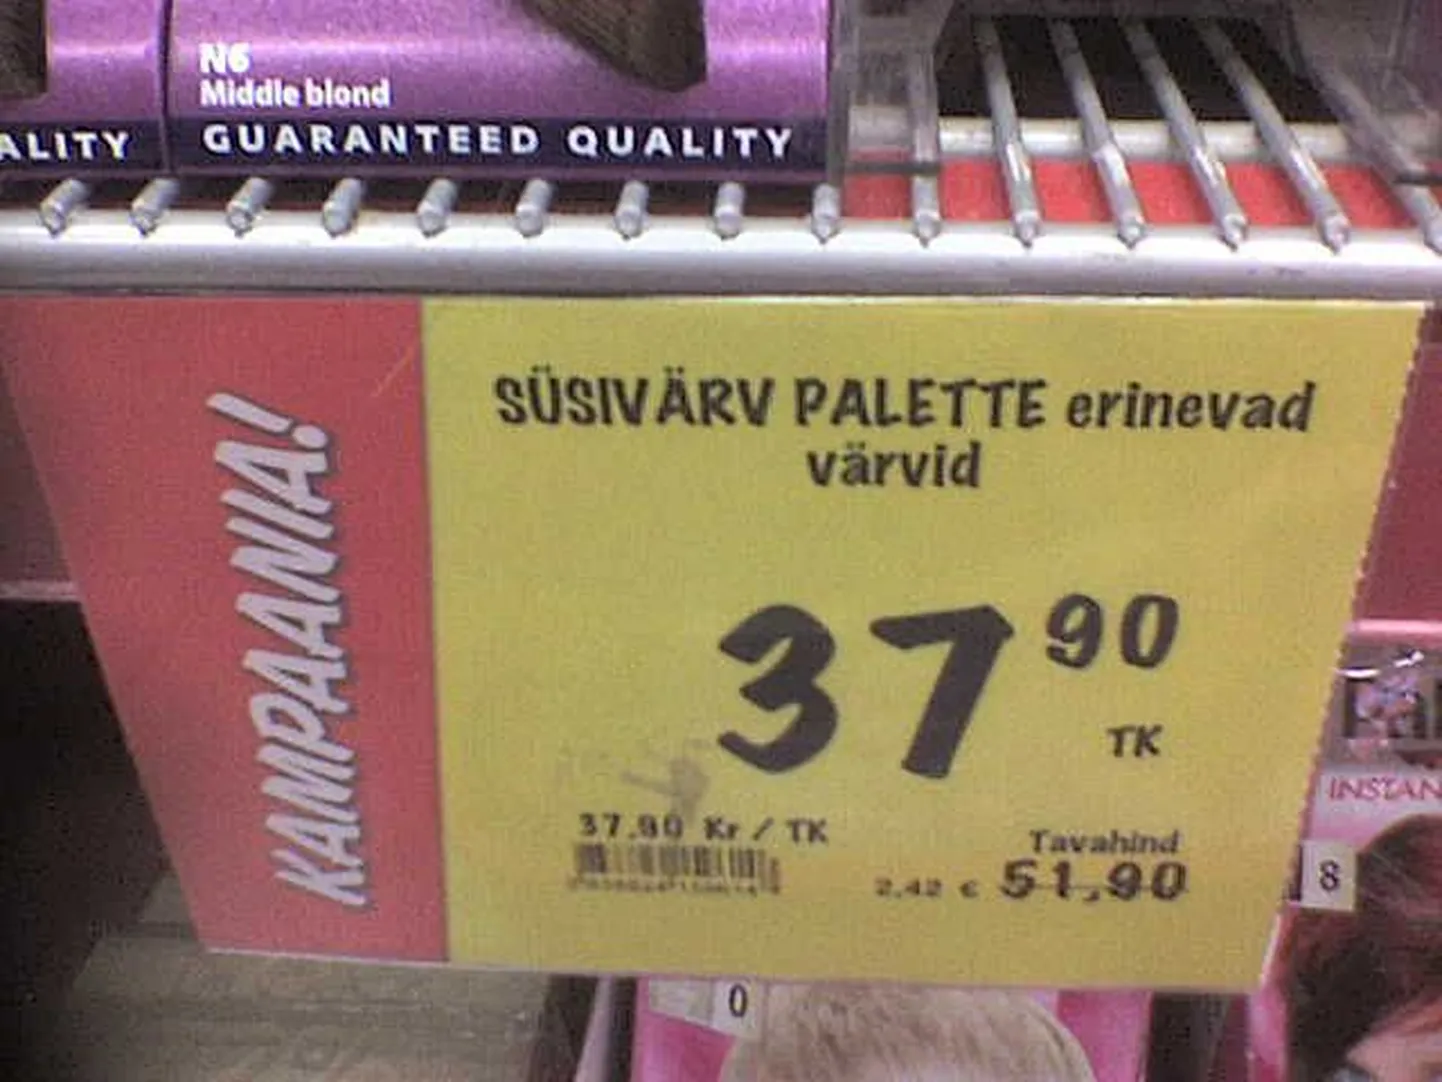 N6
Middle blond
ALITY
GUARANTEED QUALITY
KAMPAANIA!
SÜSIVÄRV PALETTE erinevad
värvid
37 90
TK
37.90 Kr / TK
Tavahind
2,42 € 51,90
INSTAN
8
0